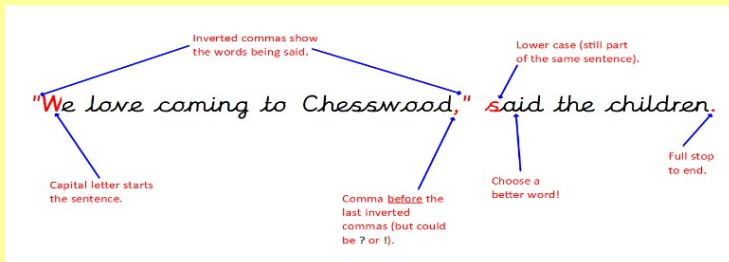 Inverted commas show
the words being said.
Lower case (still part
of the same sentence).
"We love coming to Chesswood," said the children.
Capital letter starts
the sentence.
Comma before the
last inverted
commas (but could
be ? or !).
Choose a
better word!
Full stop
to end.